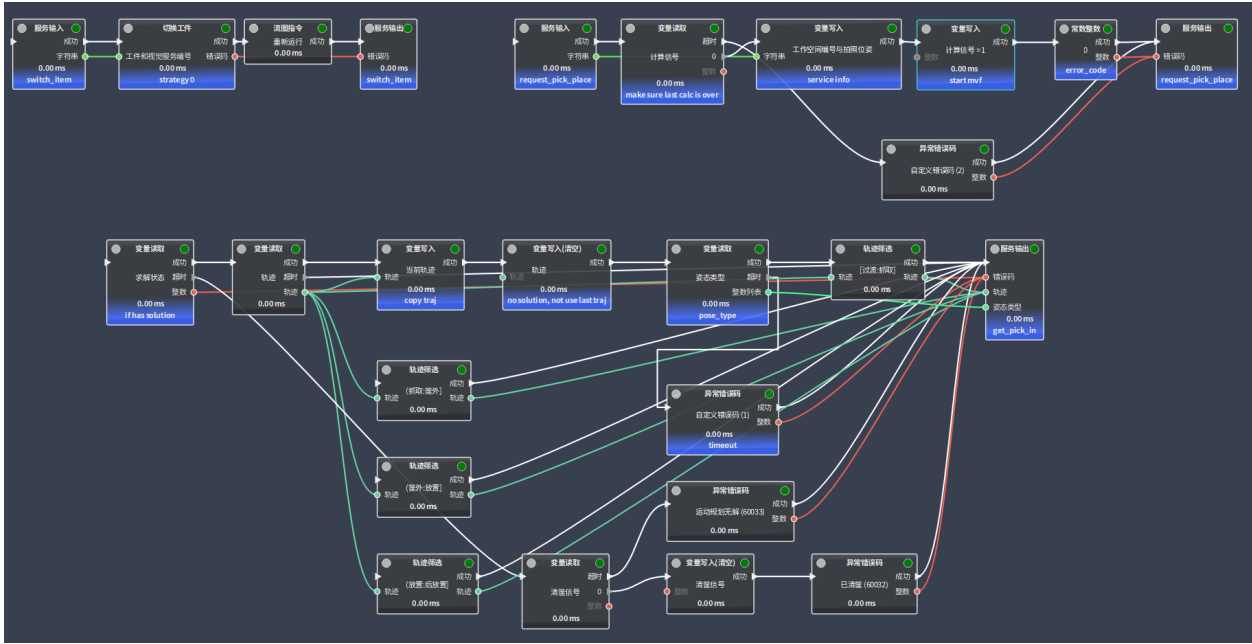 服务输入
成功
字符串
0.00 ms
switch_item
切换工件
成功
工件和视觉服务编号 错误码
0.00 ms
strategy 0
流图指令
重新运行 成功
0.00 ms
服务输出
成功
错误码
0.00 ms
switch_item
服务输入
成功
字符串
0.00 ms
request_pick_place
变量读取
超时
计算信号 0
整数
0.00 ms
make sure last calc is over
变量写入
成功
工作空间编号与拍照位姿
字符串
0.00 ms
service info
变量写入
成功
计算信号 =1
整数
0.00 ms
start mvf
常数整数
成功
0
整数
0.00 ms
error_code
服务输出
成功
错误码
0.00 ms
request_pick_place
异常错误码
成功
自定义错误码 (2)
整数
0.00 ms
变量读取
成功
求解状态 超时
整数
0.00 ms
if has solution
变量读取
成功
轨迹 超时
轨迹
0.00 ms
变量写入
成功
当前轨迹
轨迹
0.00 ms
copy traj
变量写入(清空)
成功
轨迹
轨迹
0.00 ms
no solution, not use last traj
变量读取
成功
姿态类型 超时
整数列表
0.00 ms
pose_type
轨迹筛选
成功
[过渡:抓取]
轨迹 轨迹
0.00 ms
服务输出
成功
错误码
轨迹
姿态类型
0.00 ms
get_pick_in
轨迹筛选
成功
(抓取:筐外]
轨迹 轨迹
0.00 ms
异常错误码
成功
自定义错误码 (1)
整数
0.00 ms
timeout
轨迹筛选
成功
(筐外:放置]
轨迹 轨迹
0.00 ms
异常错误码
成功
运动规划无解 (60033)
整数
0.00 ms
轨迹筛选
成功
(放置:后放置]
轨迹 轨迹
0.00 ms
变量读取
超时
清筐信号 0
整数
0.00 ms
变量写入(清空)
成功
清筐信号
整数
0.00 ms
异常错误码
成功
已清筐 (60032)
整数
0.00 ms